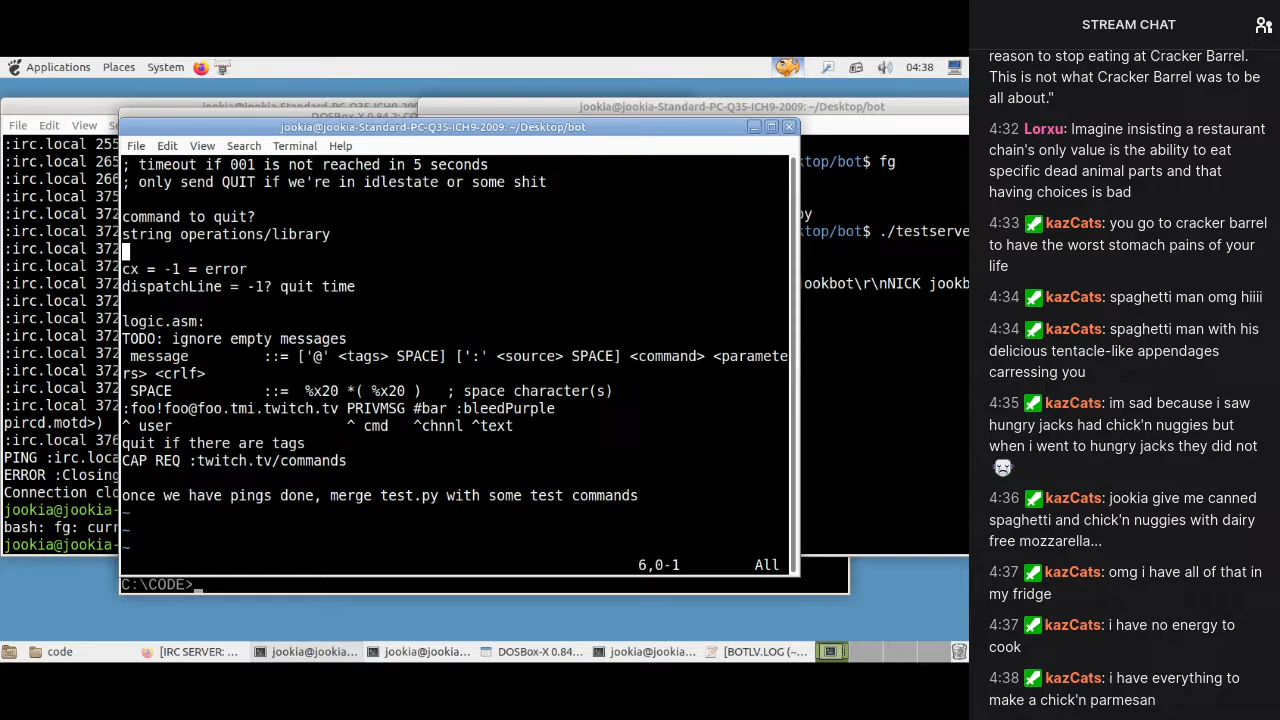 STREAM CHAT
reason to stop eating at Cracker Barrel.
This is not what Cracker Barrel was to be
all about."
4:32 Lorxu: Imagine insisting a restaurant
chain's only value is the ability to eat
specific dead animal parts and that
having choices is bad
4:33 kazCats: you go to cracker barrel
to have the worst stomach pains of your
life
4:34 kazCats: spaghetti man omg hiiii
4:34 kazCats: spaghetti man with his
delicious tentacle-like appendages
carressing you
4:35 kazCats: im sad because i saw
hungry jacks had chick'n nuggies but
when i went to hungry jacks they did not
4:36 kazCats: jookia give me canned
spaghetti and chick'n nuggies with dairy
free mozzarella...
4:37 kazCats: omg i have all of that in
my fridge
4:37 kazCats: i have no energy to
cook
4:38 kazCats: i have everything to
make a chick'n parmesan
Applications Places System 04:38
jookia@jookia-Standard-PC-Q35-ICH9-2009: ~/Desktop/bot
File Edit View
:irc.local 255
:irc.local 265
:irc.local 266
:irc.local 375
:irc.local 372
:irc.local 372
:irc.local 372
:irc.local 372
:irc.local 372
:irc.local 372
:irc.local 372
:irc.local 372
:irc.local 372
:irc.local 372
:irc.local 372
:irc.local 372
pircd.motd>)
:irc.local 376
PING :irc.loca
ERROR :Closing
Connection clo
jookia@jookia-
bash: fg: curr
jookia@jookia-
jookia@jookia-Standard-PC-Q35-ICH9-2009: ~/Desktop/bot
File Edit View Search Terminal Help
; timeout if 001 is not reached in 5 seconds
; only send QUIT if we're in idlestate or some shit
command to quit?
string operations/library
cx = -1 = error
dispatchLine = -1? quit time
logic.asm:
TODO: ignore empty messages
message ::= ['@' <tags> SPACE] [':' <source> SPACE] <command> <paramete
rs> <crlf>
SPACE ::= %x20 *( %x20 ) ; space character(s)
:foo!foo@foo.tmi.twitch.tv PRIVMSG #bar :bleedPurple
^ user ^ cmd ^chnnl ^text
quit if there are tags
CAP REQ :twitch.tv/commands
once we have pings done, merge test.py with some test commands
~
~
~
6,0-1 All
ktop/bot$ fg
py
ktop/bot$ ./testserve
jookbot\r\nNICK jookb
C:\CODE>_
code
[IRC SERVER: ...
jookia@jookia...
jookia@jookia...
DOSBox-X 0.84...
jookia@jookia...
[BOTLV.LOG (~...